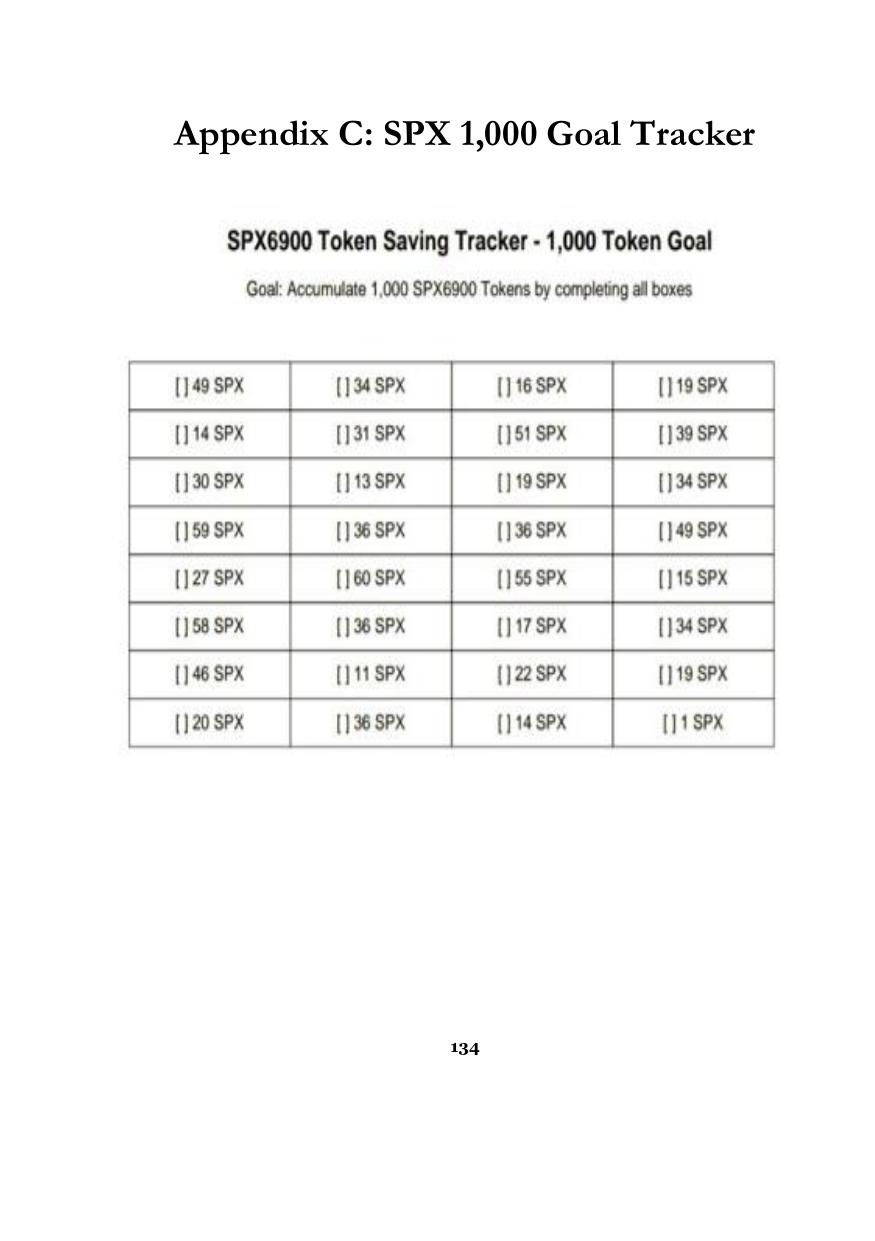 Appendix C: SPX 1,000 Goal Tracker
SPX6900 Token Saving Tracker - 1,000 Token Goal
Goal: Accumulate 1,000 SPX6900 Tokens by completing all boxes
[ ] 49 SPX [ ] 34 SPX [ ] 16 SPX [ ] 19 SPX
[ ] 14 SPX [ ] 31 SPX [ ] 51 SPX [ ] 39 SPX
[ ] 30 SPX [ ] 13 SPX [ ] 19 SPX [ ] 34 SPX
[ ] 59 SPX [ ] 36 SPX [ ] 36 SPX [ ] 49 SPX
[ ] 27 SPX [ ] 60 SPX [ ] 55 SPX [ ] 15 SPX
[ ] 58 SPX [ ] 36 SPX [ ] 17 SPX [ ] 34 SPX
[ ] 46 SPX [ ] 11 SPX [ ] 22 SPX [ ] 19 SPX
[ ] 20 SPX [ ] 36 SPX [ ] 14 SPX [ ] 1 SPX
134